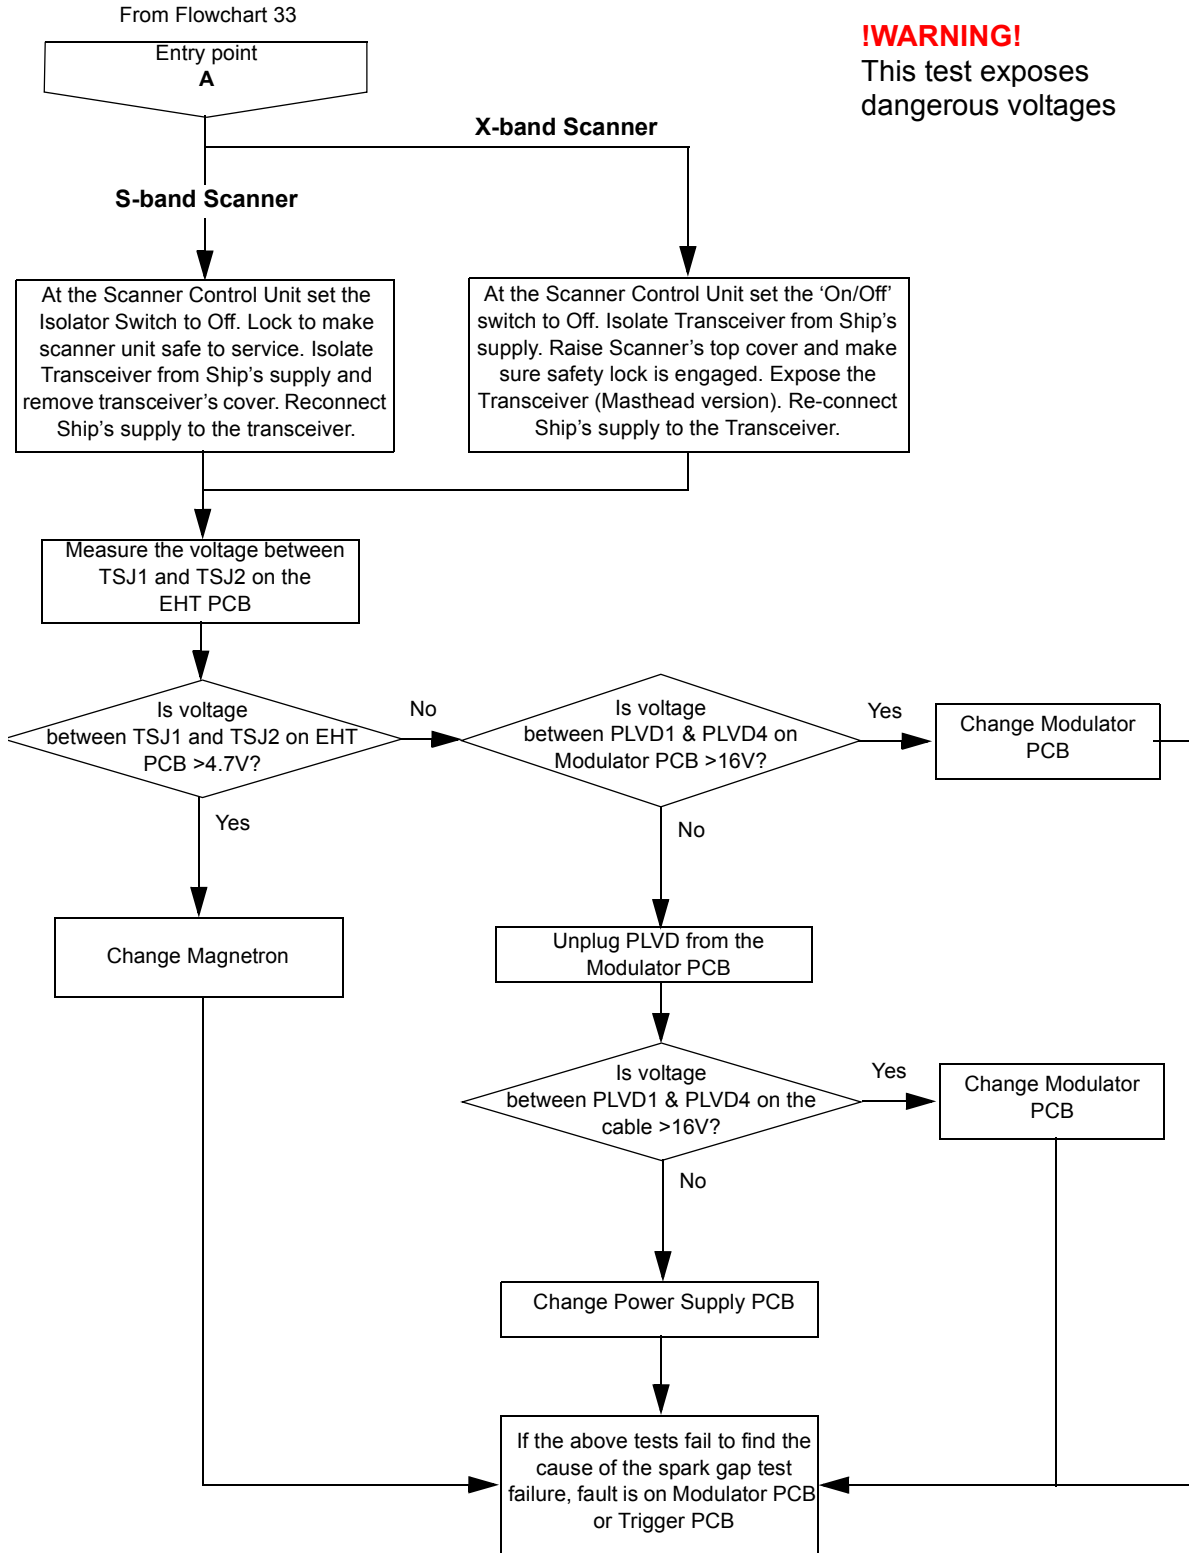 From Flowchart 33
Entry point
A
!WARNING!
This test exposes
dangerous voltages
X-band Scanner
S-band Scanner
At the Scanner Control Unit set the
Isolator Switch to Off. Lock to make
scanner unit safe to service. Isolate
Transceiver from Ship's supply and
remove transceiver's cover. Reconnect
Ship's supply to the transceiver.
At the Scanner Control Unit set the 'On/Off'
switch to Off. Isolate Transceiver from Ship's
supply. Raise Scanner's top cover and make
sure safety lock is engaged. Expose the
Transceiver (Masthead version). Re-connect
Ship's supply to the Transceiver.
Measure the voltage between
TSJ1 and TSJ2 on the
EHT PCB
Is voltage
between TSJ1 and TSJ2 on EHT
PCB >4.7V?
No
Is voltage
between PLVD1 & PLVD4 on
Modulator PCB >16V?
Yes
Change Modulator
PCB
Yes
No
Change Magnetron
Unplug PLVD from the
Modulator PCB
Is voltage
between PLVD1 & PLVD4 on the
cable >16V?
Yes
Change Modulator
PCB
No
Change Power Supply PCB
If the above tests fail to find the
cause of the spark gap test
failure, fault is on Modulator PCB
or Trigger PCB